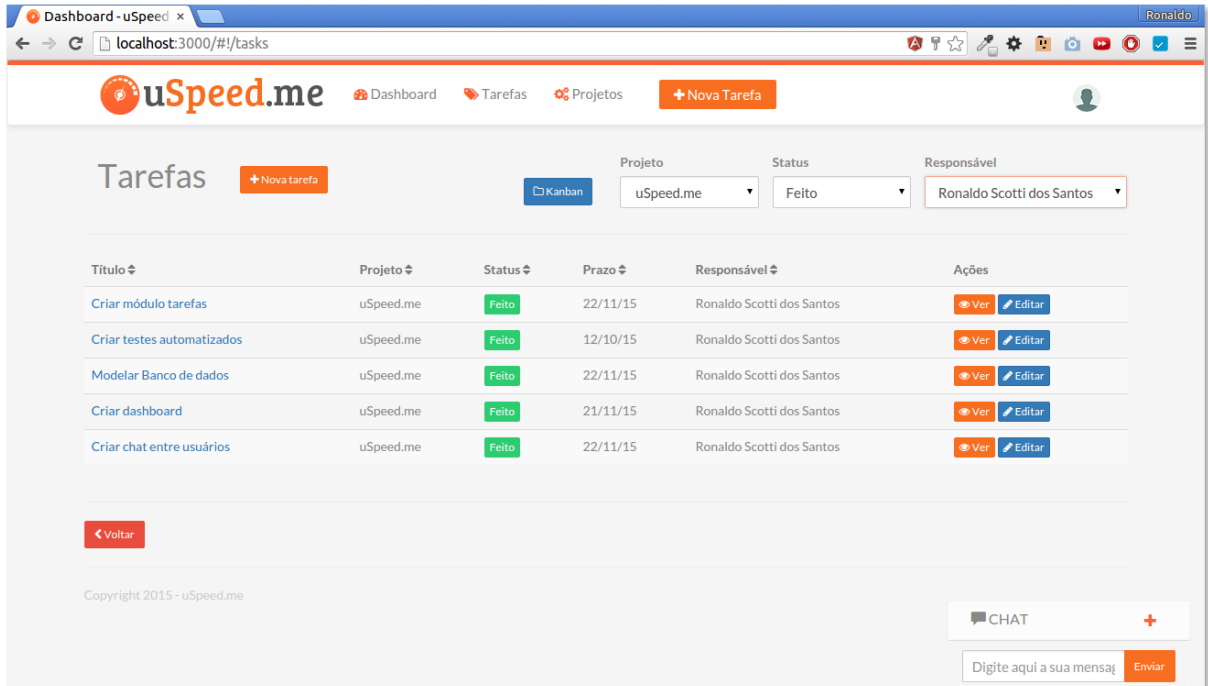 Dashboard - uSpeed
Ronaldo
localhost:3000/#!/tasks
uSpeed.me Dashboard Tarefas Projetos Nova Tarefa
Tarefas Nova tarefa Kanban
Projeto Status Responsável
uSpeed.me Feito Ronaldo Scotti dos Santos
Título Projeto Status Prazo Responsável Ações
Criar módulo tarefas uSpeed.me Feito 22/11/15 Ronaldo Scotti dos Santos Ver Editar
Criar testes automatizados uSpeed.me Feito 12/10/15 Ronaldo Scotti dos Santos Ver Editar
Modelar Banco de dados uSpeed.me Feito 22/11/15 Ronaldo Scotti dos Santos Ver Editar
Criar dashboard uSpeed.me Feito 21/11/15 Ronaldo Scotti dos Santos Ver Editar
Criar chat entre usuários uSpeed.me Feito 22/11/15 Ronaldo Scotti dos Santos Ver Editar
Voltar
Copyright 2015 - uSpeed.me
CHAT
Digite aqui a sua mensag Enviar